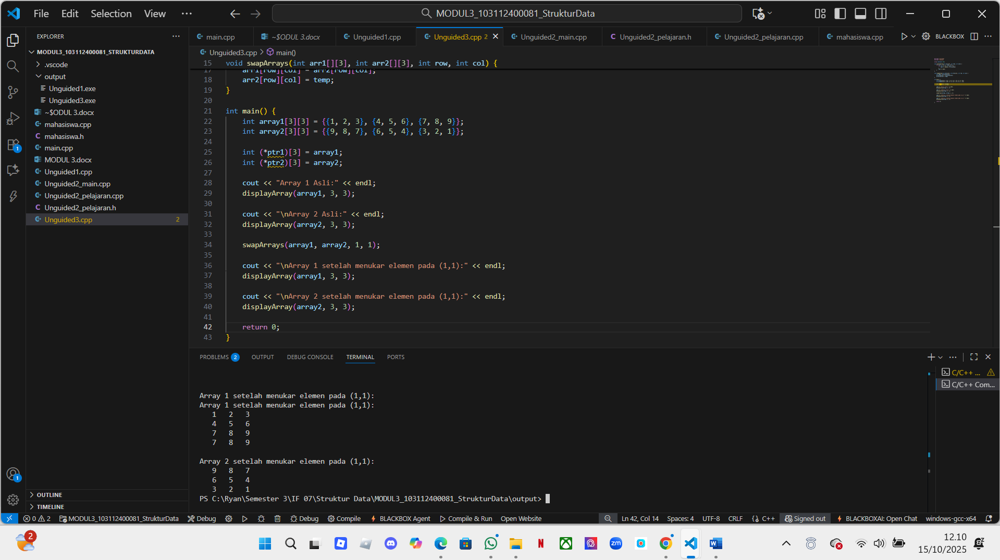 File Edit Selection View
MODUL3_103112400081_StrukturData
EXPLORER
MODUL3_103112400081_STRUKTURDATA
.vscode
output
Unguided1.exe
Unguided3.exe
~$ODUL 3.docx
mahasiswa.cpp
mahasiswa.h
main.cpp
MODUL 3.docx
Unguided1.cpp
Unguided2_main.cpp
Unguided2_pelajaran.cpp
Unguided2_pelajaran.h
Unguided3.cpp 2
OUTLINE
TIMELINE
main.cpp ~$ODUL 3.docx Unguided1.cpp Unguided3.cpp 2 Unguided2_main.cpp Unguided2_pelajaran.h Unguided2_pelajaran.cpp mahasiswa.cpp BLACKBOX
Unguided3.cpp > main()
15 void swapArrays(int arr1[][3], int arr2[][3], int row, int col) {
17 arr1[row][col] = arr2[row][col];
18 arr2[row][col] = temp;
19 }
20
21 int main() {
22 int array1[3][3] = {{1, 2, 3}, {4, 5, 6}, {7, 8, 9}};
23 int array2[3][3] = {{9, 8, 7}, {6, 5, 4}, {3, 2, 1}};
24
25 int (*ptr1)[3] = array1;
26 int (*ptr2)[3] = array2;
27
28 cout << "Array 1 Asli:" << endl;
29 displayArray(array1, 3, 3);
30
31 cout << "\nArray 2 Asli:" << endl;
32 displayArray(array2, 3, 3);
33
34 swapArrays(array1, array2, 1, 1);
35
36 cout << "\nArray 1 setelah menukar elemen pada (1,1):" << endl;
37 displayArray(array1, 3, 3);
38
39 cout << "\nArray 2 setelah menukar elemen pada (1,1):" << endl;
40 displayArray(array2, 3, 3);
41
42 return 0;
43 }
PROBLEMS 2 OUTPUT DEBUG CONSOLE TERMINAL PORTS
C/C++ ...
C/C++ Com...
Array 1 setelah menukar elemen pada (1,1):
Array 1 setelah menukar elemen pada (1,1):
1 2 3
4 5 6
7 8 9
7 8 9
Array 2 setelah menukar elemen pada (1,1):
9 8 7
6 5 4
3 2 1
PS C:\Ryan\Semester 3\IF 07\Struktur Data\MODUL3_103112400081_StrukturData\output>
0 2 MODUL3_103112400081_StrukturData Debug Debug Compile BLACKBOX Agent Compile & Run Open Website Ln 42, Col 14 Spaces: 4 UTF-8 CRLF {} C++ Signed out BLACKBOXAI: Open Chat windows-gcc-x64
2
zm
12.10
15/10/2025